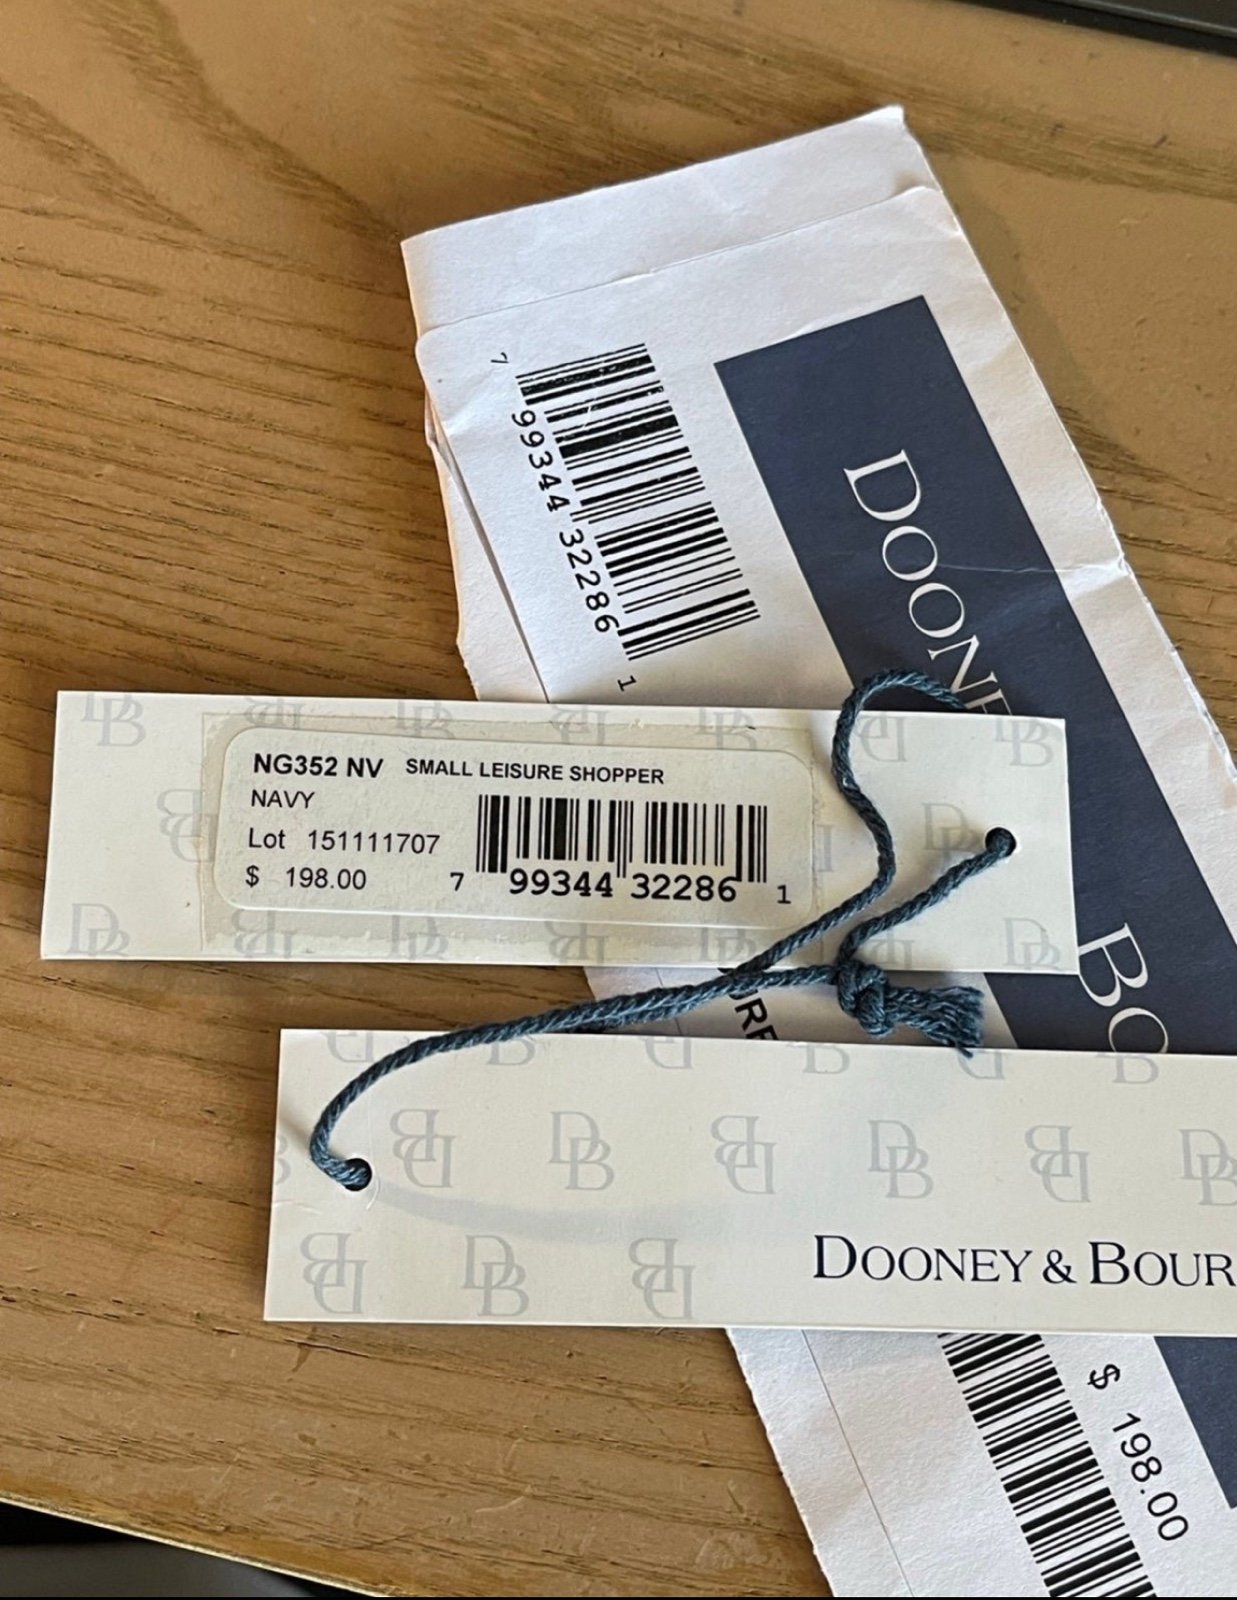 7 99344 32286 1
DOONE
BO
NG352 NV SMALL LEISURE SHOPPER
NAVY
Lot 151111707
$ 198.00
7 99344 32286 1
DOONEY & BOUR
$ 198.00